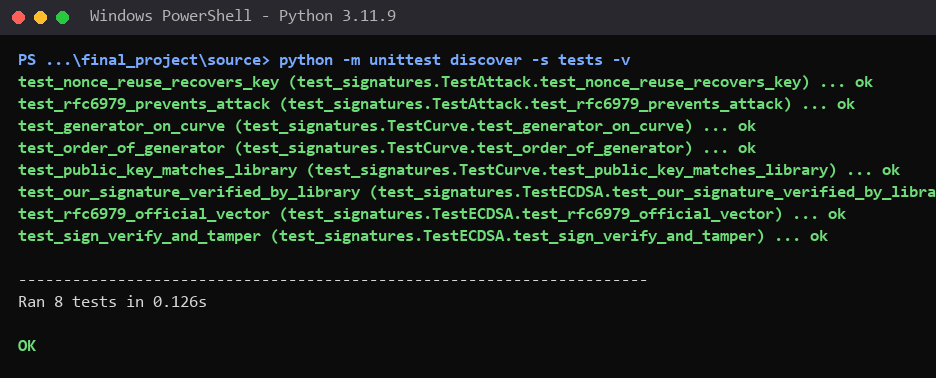 Windows PowerShell - Python 3.11.9
PS ...\final_project\source> python -m unittest discover -s tests -v
test_nonce_reuse_recovers_key (test_signatures.TestAttack.test_nonce_reuse_recovers_key) ... ok
test_rfc6979_prevents_attack (test_signatures.TestAttack.test_rfc6979_prevents_attack) ... ok
test_generator_on_curve (test_signatures.TestCurve.test_generator_on_curve) ... ok
test_order_of_generator (test_signatures.TestCurve.test_order_of_generator) ... ok
test_public_key_matches_library (test_signatures.TestCurve.test_public_key_matches_library) ... ok
test_our_signature_verified_by_library (test_signatures.TestECDSA.test_our_signature_verified_by_libra
test_rfc6979_official_vector (test_signatures.TestECDSA.test_rfc6979_official_vector) ... ok
test_sign_verify_and_tamper (test_signatures.TestECDSA.test_sign_verify_and_tamper) ... ok
----------------------------------------------------------------------
Ran 8 tests in 0.126s
OK